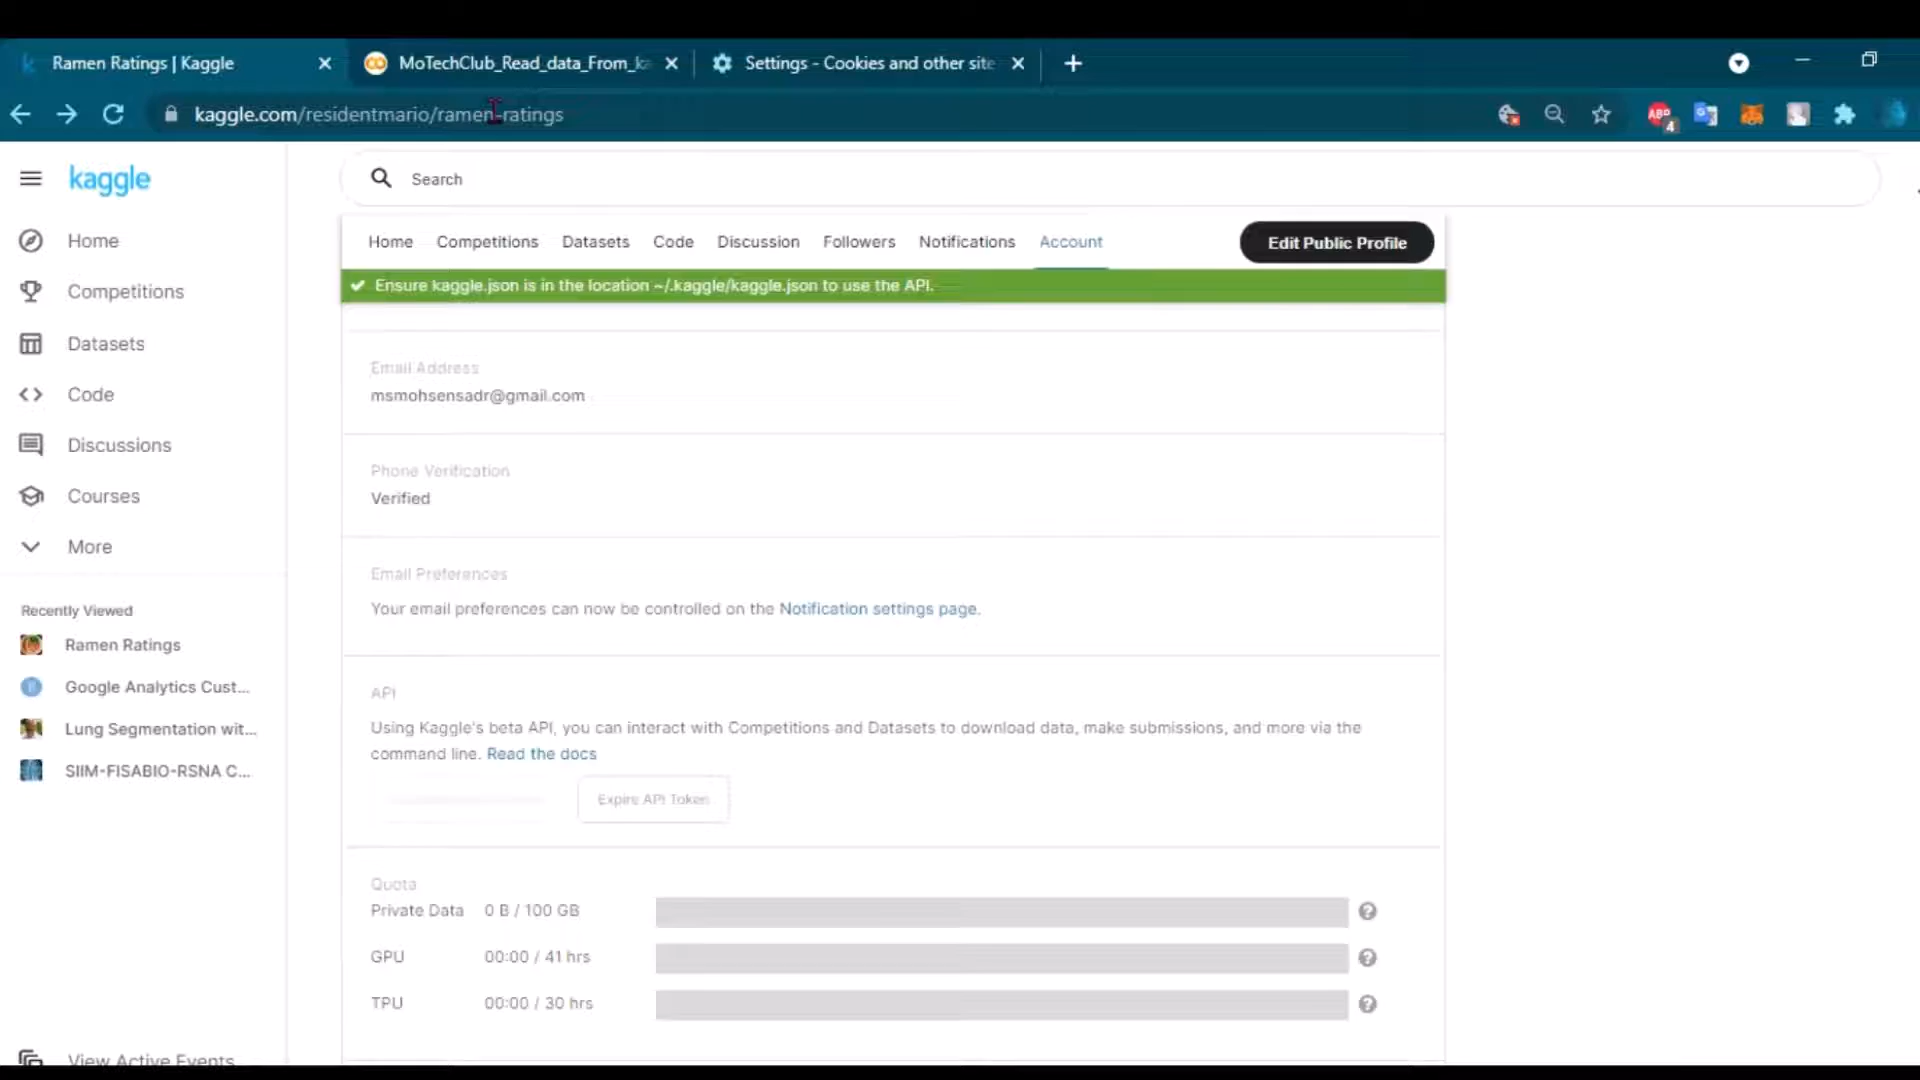 Ramen Ratings | Kaggle
MoTechClub_Read_data_From_k
Settings - Cookies and other site
kaggle.com/residentmario/ramen-ratings
ABP
4
kaggle
Search
Home
Competitions
Datasets
Code
Discussion
Followers
Notifications
Account
Edit Public Profile
Ensure kaggle.json is in the location ~/.kaggle/kaggle.json to use the API.
Home
Competitions
Datasets
Code
Discussions
Courses
More
Recently Viewed
Ramen Ratings
Google Analytics Cust...
Lung Segmentation wit...
SIIM-FISABIO-RSNA C...
View Active Events
Email Address
msmohsensadr@gmail.com
Phone Verification
Verified
Email Preferences
Your email preferences can now be controlled on the Notification settings page.
API
Using Kaggle's beta API, you can interact with Competitions and Datasets to download data, make submissions, and more via the
command line. Read the docs
Expire API Token
Quota
Private Data 0 B / 100 GB
GPU 00:00 / 41 hrs
TPU 00:00 / 30 hrs